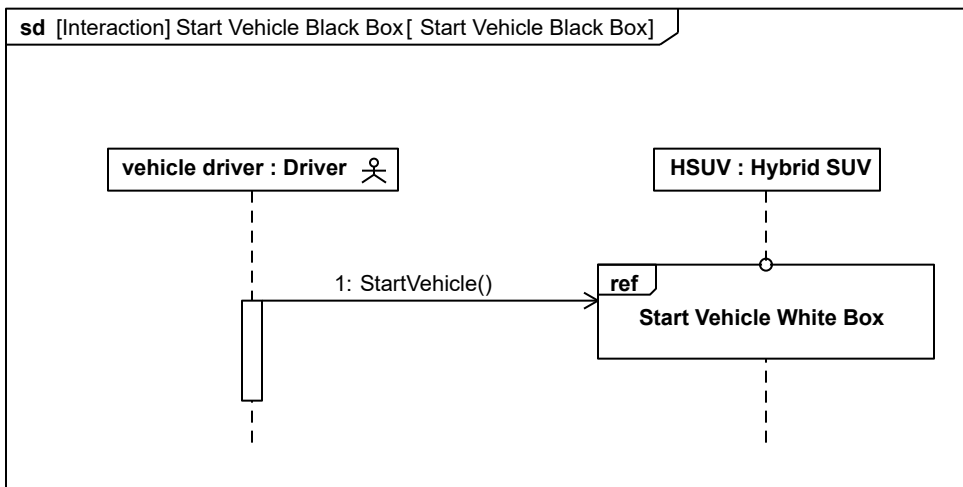 sd [Interaction] Start Vehicle Black Box[ Start Vehicle Black Box]
vehicle driver : Driver
HSUV : Hybrid SUV
1: StartVehicle()
ref
Start Vehicle White Box